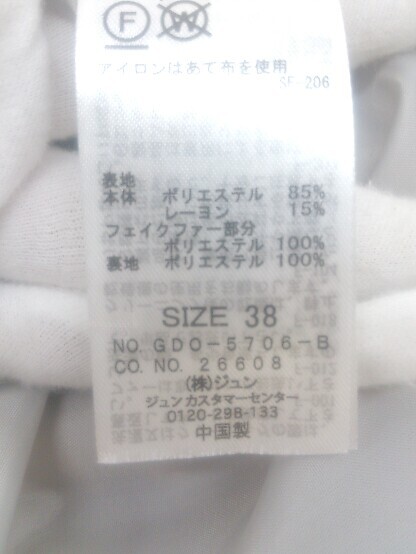 F
W
アイロンはあて布を使用
SF-206
表地
本体 ポリエステル 85%
レーヨン 15%
フェイクファー部分
ポリエステル 100%
裏地 ポリエステル 100%
SIZE 38
NO. GDO-5706-B
CO. NO. 26608
(株)ジュン
ジュンカスタマーセンター
0120-298-133
中国製